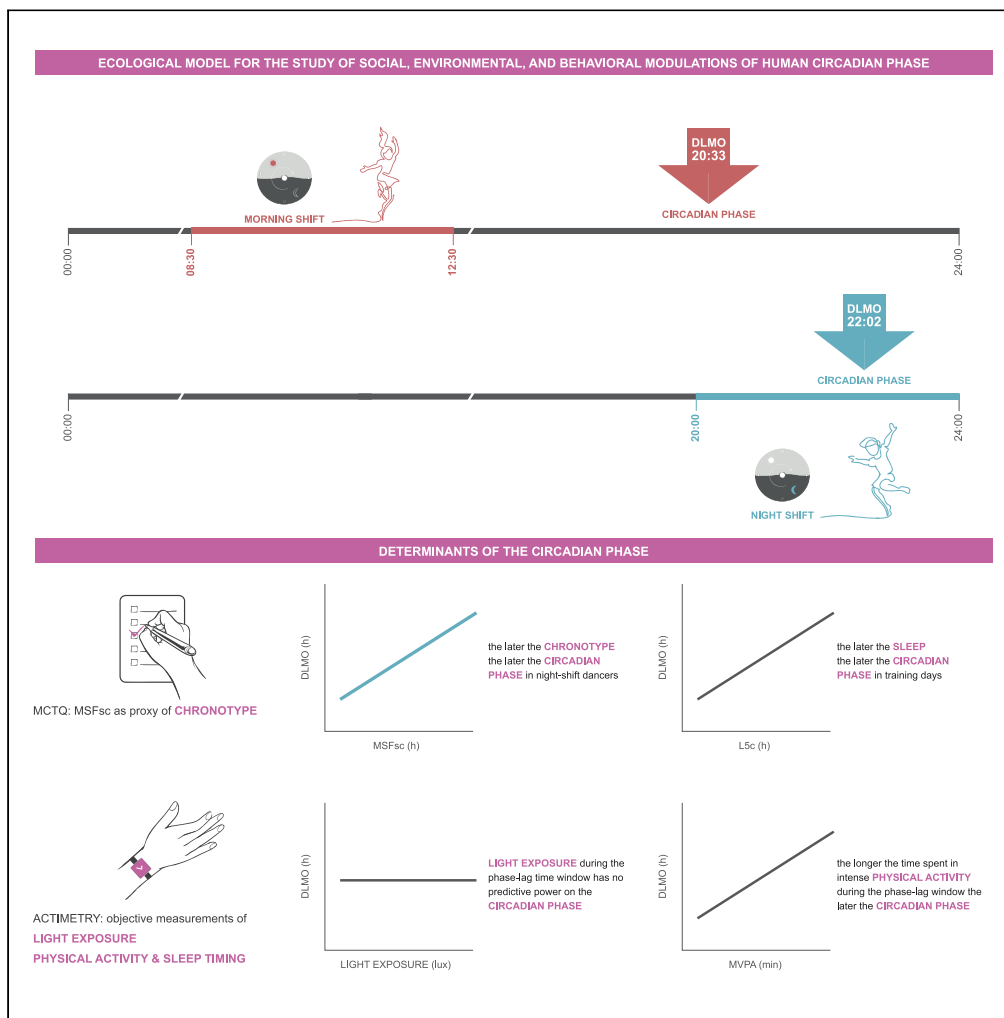 ECOLOGICAL MODEL FOR THE STUDY OF SOCIAL, ENVIRONMENTAL, AND BEHAVIORAL MODULATIONS OF HUMAN CIRCADIAN PHASE
DLMO
20:33
MORNING SHIFT
CIRCADIAN PHASE
00:00
08:30
12:30
24:00
DLMO
22:02
CIRCADIAN PHASE
00:00
20:00
24:00
NIGHT SHIFT
DETERMINANTS OF THE CIRCADIAN PHASE
MCTQ: MSFsc as proxy of CHRONOTYPE
DLMO (h)
MSFsc (h)
the later the CHRONOTYPE
the later the CIRCADIAN
PHASE in night-shift dancers
DLMO (h)
L5c (h)
the later the SLEEP
the later the CIRCADIAN
PHASE in training days
ACTIMETRY: objective measurements of
LIGHT EXPOSURE
PHYSICAL ACTIVITY & SLEEP TIMING
DLMO (h)
LIGHT EXPOSURE (lux)
LIGHT EXPOSURE during the
phase-lag time window has no
predictive power on the
CIRCADIAN PHASE
DLMO (h)
MVPA (min)
the longer the time spent in
intense PHYSICAL ACTIVITY
during the phase-lag window the
later the CIRCADIAN PHASE